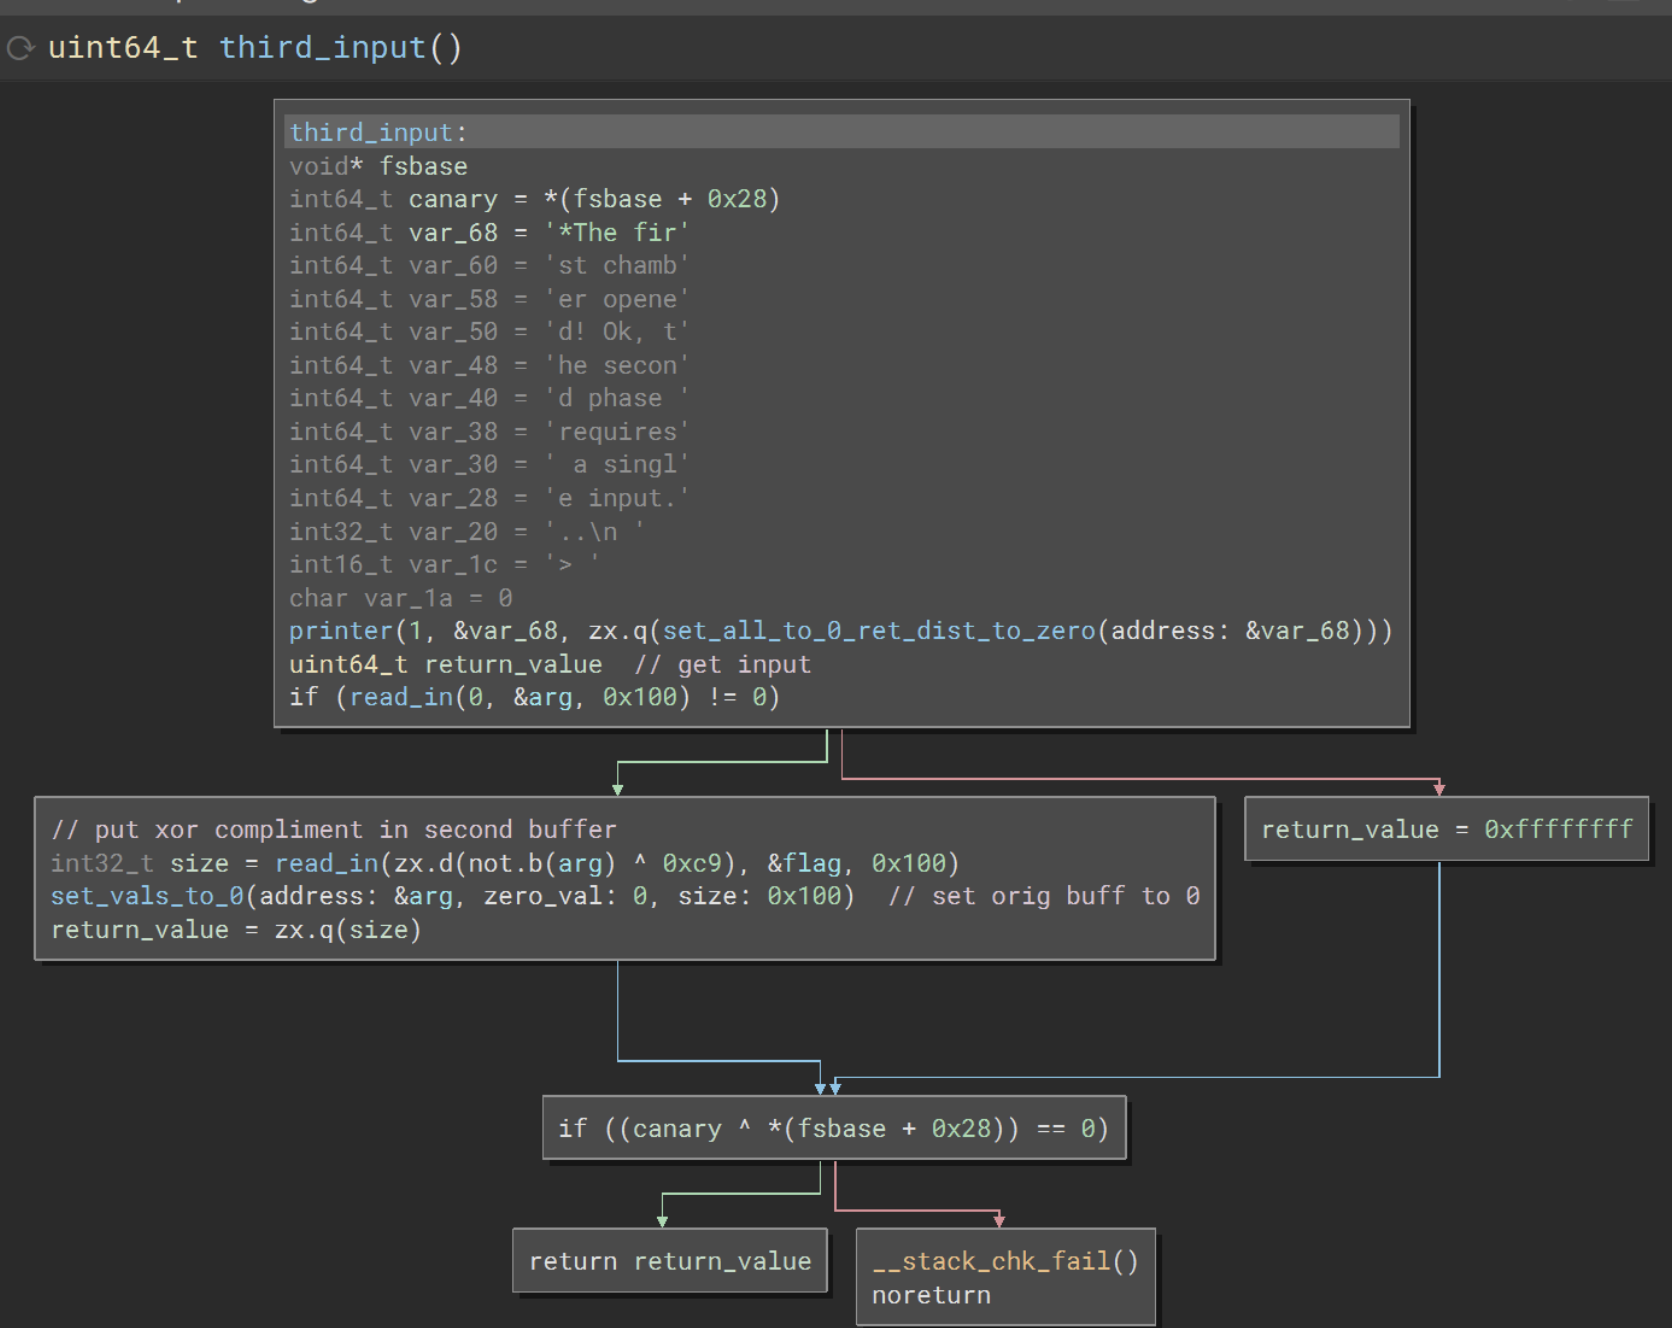 uint64_t third_input()
third_input:
void* fsbase
int64_t canary = *(fsbase + 0x28)
int64_t var_68 = '*The fir'
int64_t var_60 = 'st chamb'
int64_t var_58 = 'er opene'
int64_t var_50 = 'd! Ok, t'
int64_t var_48 = 'he secon'
int64_t var_40 = 'd phase '
int64_t var_38 = 'requires'
int64_t var_30 = ' a singl'
int64_t var_28 = 'e input.'
int32_t var_20 = '..\n '
int16_t var_1c = '> '
char var_1a = 0
printer(1, &var_68, zx.q(set_all_to_0_ret_dist_to_zero(address: &var_68)))
uint64_t return_value  // get input
if (read_in(0, &arg, 0x100) != 0)
// put xor compliment in second buffer
int32_t size = read_in(zx.d(not.b(arg) ^ 0xc9), &flag, 0x100)
set_vals_to_0(address: &arg, zero_val: 0, size: 0x100)  // set orig buff to 0
return_value = zx.q(size)
return_value = 0xffffffff
if ((canary ^ *(fsbase + 0x28)) == 0)
return return_value
__stack_chk_fail()
noreturn